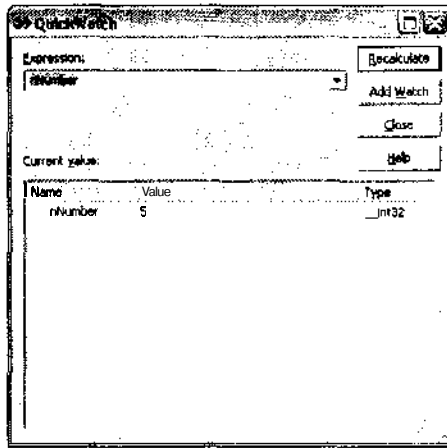 QuickWatch
Expression:
Recalculate
nNumber
Add Watch
Close
Current value:
Help
Name Value Type
nNumber 5 __int32